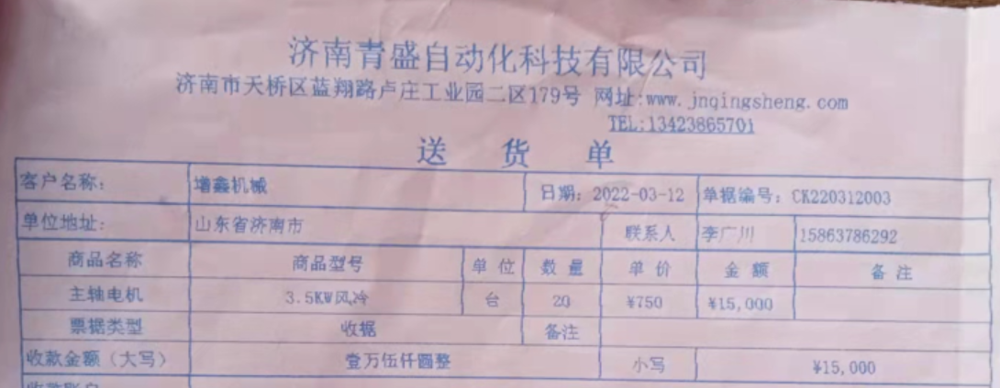 济南青盛自动化科技有限公司
济南市天桥区蓝翔路卢庄工业园二区179号 网址:www.jnqingsheng.com
TEL:13423865701
送 货 单
客户名称: 增鑫机械 日期: 2022-03-12 单据编号: CK220312003
单位地址: 山东省济南市 联系人 李广川 15863786292
商品名称 商品型号 单 位 数 量 单 价 金 额 备 注
主轴电机 3.5KW风冷 台 20 ¥750 ¥15,000
票据类型 收据 备注
收款金额（大写） 壹万伍仟圆整 小写 ¥15,000
收款账户